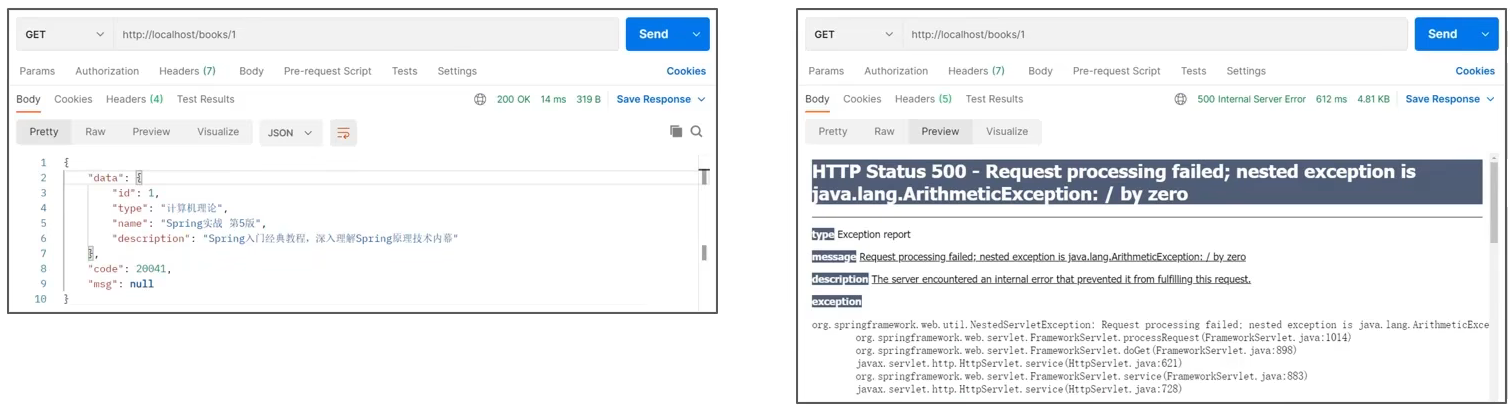 GET http://localhost/books/1 Send
Params Authorization Headers (7) Body Pre-request Script Tests Settings Cookies
Body Cookies Headers (4) Test Results 200 OK 14 ms 319 B Save Response
Pretty Raw Preview Visualize JSON
1 {
2 "data": {
3 "id": 1,
4 "type": "计算机理论",
5 "name": "Spring实战 第5版",
6 "description": "Spring入门经典教程，深入理解Spring原理技术内幕"
7 },
8 "code": 20041,
9 "msg": null
10 }
GET http://localhost/books/1 Send
Params Authorization Headers (7) Body Pre-request Script Tests Settings Cookies
Body Cookies Headers (5) Test Results 500 Internal Server Error 612 ms 4.81 KB Save Response
Pretty Raw Preview Visualize
HTTP Status 500 - Request processing failed; nested exception is
java.lang.ArithmeticException: / by zero
type Exception report
message Request processing failed; nested exception is java.lang.ArithmeticException: / by zero
description The server encountered an internal error that prevented it from fulfilling this request.
exception
org.springframework.web.util.NestedServletException: Request processing failed; nested exception is java.lang.ArithmeticExce
org.springframework.web.servlet.FrameworkServlet.processRequest(FrameworkServlet.java:1014)
org.springframework.web.servlet.FrameworkServlet.doGet(FrameworkServlet.java:898)
javax.servlet.http.HttpServlet.service(HttpServlet.java:621)
org.springframework.web.servlet.FrameworkServlet.service(FrameworkServlet.java:883)
javax.servlet.http.HttpServlet.service(HttpServlet.java:728)